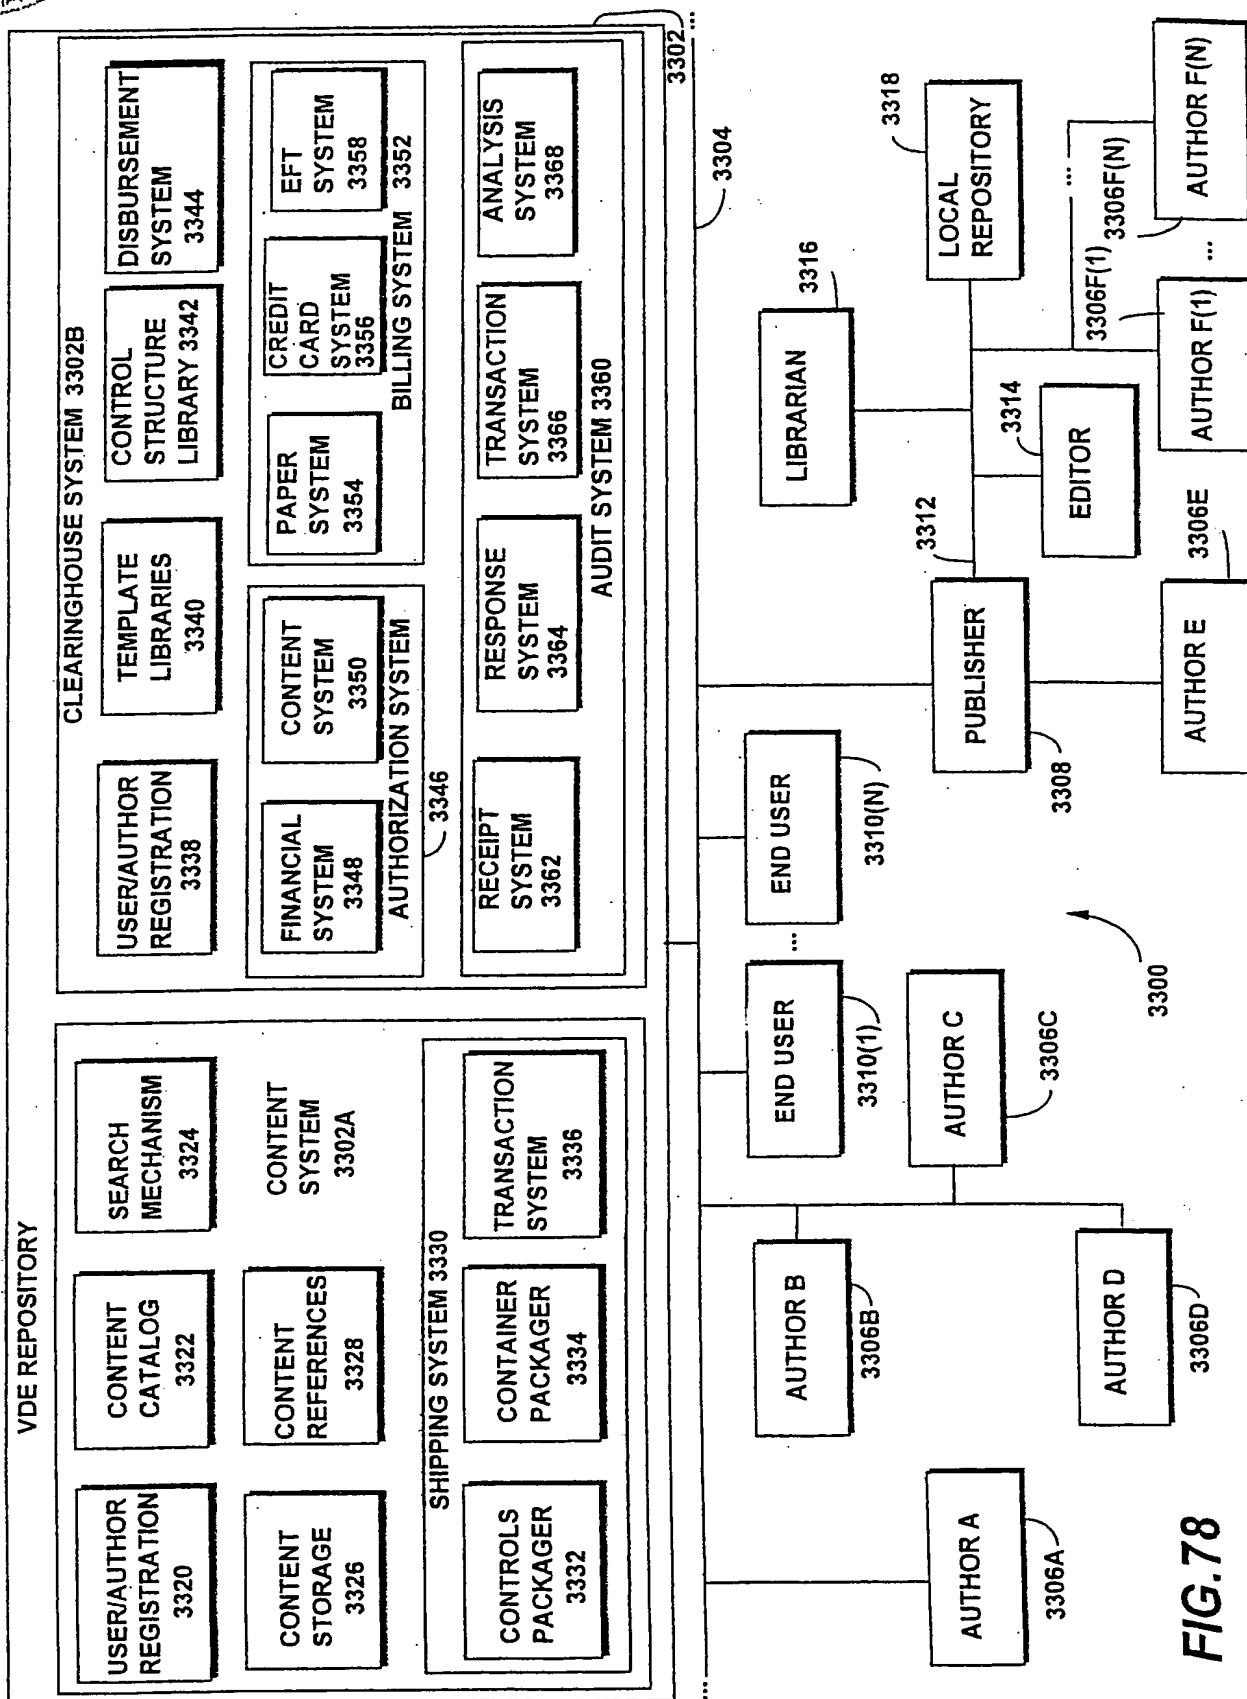 VDE REPOSITORY
USER/AUTHOR
REGISTRATION
3320
CONTENT
CATALOG
3322
SEARCH
MECHANISM
3324
CONTENT
STORAGE
3326
CONTENT
REFERENCES
3328
CONTENT
SYSTEM
3302A
SHIPPING SYSTEM 3330
CONTROLS
PACKAGER
3332
CONTAINER
PACKAGER
3334
TRANSACTION
SYSTEM
3336
CLEARINGHOUSE SYSTEM 3302B
USER/AUTHOR
REGISTRATION
3338
TEMPLATE
LIBRARIES
3340
CONTROL
STRUCTURE
LIBRARY 3342
DISBURSEMENT
SYSTEM
3344
FINANCIAL
SYSTEM
3348
CONTENT
SYSTEM
3350
AUTHORIZATION SYSTEM
3346
PAPER
SYSTEM
3354
CREDIT
CARD
SYSTEM
3356
EFT
SYSTEM
3358
BILLING SYSTEM 3352
RECEIPT
SYSTEM
3362
RESPONSE
SYSTEM
3364
TRANSACTION
SYSTEM
3366
ANALYSIS
SYSTEM
3368
AUDIT SYSTEM 3360
3302
...
...
3304
AUTHOR A
3306A
AUTHOR B
3306B
AUTHOR C
3306C
AUTHOR D
3306D
END USER
3310(1)
...
END USER
3310(N)
3300
PUBLISHER
3308
3312
AUTHOR E
3306E
LIBRARIAN
3316
EDITOR
3314
LOCAL
REPOSITORY
3318
AUTHOR F(1)
3306F(1)
...
...
AUTHOR F(N)
3306F(N)
FIG.78